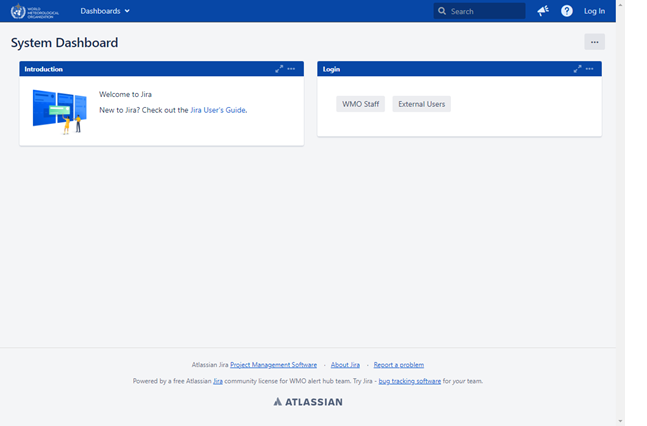 WORLD
METEOROLOGICAL
ORGANIZATION
Dashboards
Search
Log In
System Dashboard
Introduction
Login
Welcome to Jira
New to Jira? Check out the Jira User's Guide.
WMO Staff
External Users
Atlassian Jira Project Management Software · About Jira · Report a problem
Powered by a free Atlassian Jira community license for WMO alert hub team. Try Jira - bug tracking software for your team.
ATLASSIAN